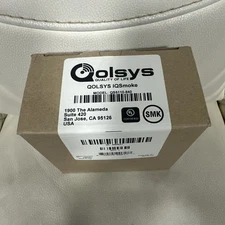 Qolsys
QUALITY OF LIFE
QOLSYS IQSmoke
1900 The Alameda
Suite 420
San Jose, CA 95126
USA
SMK